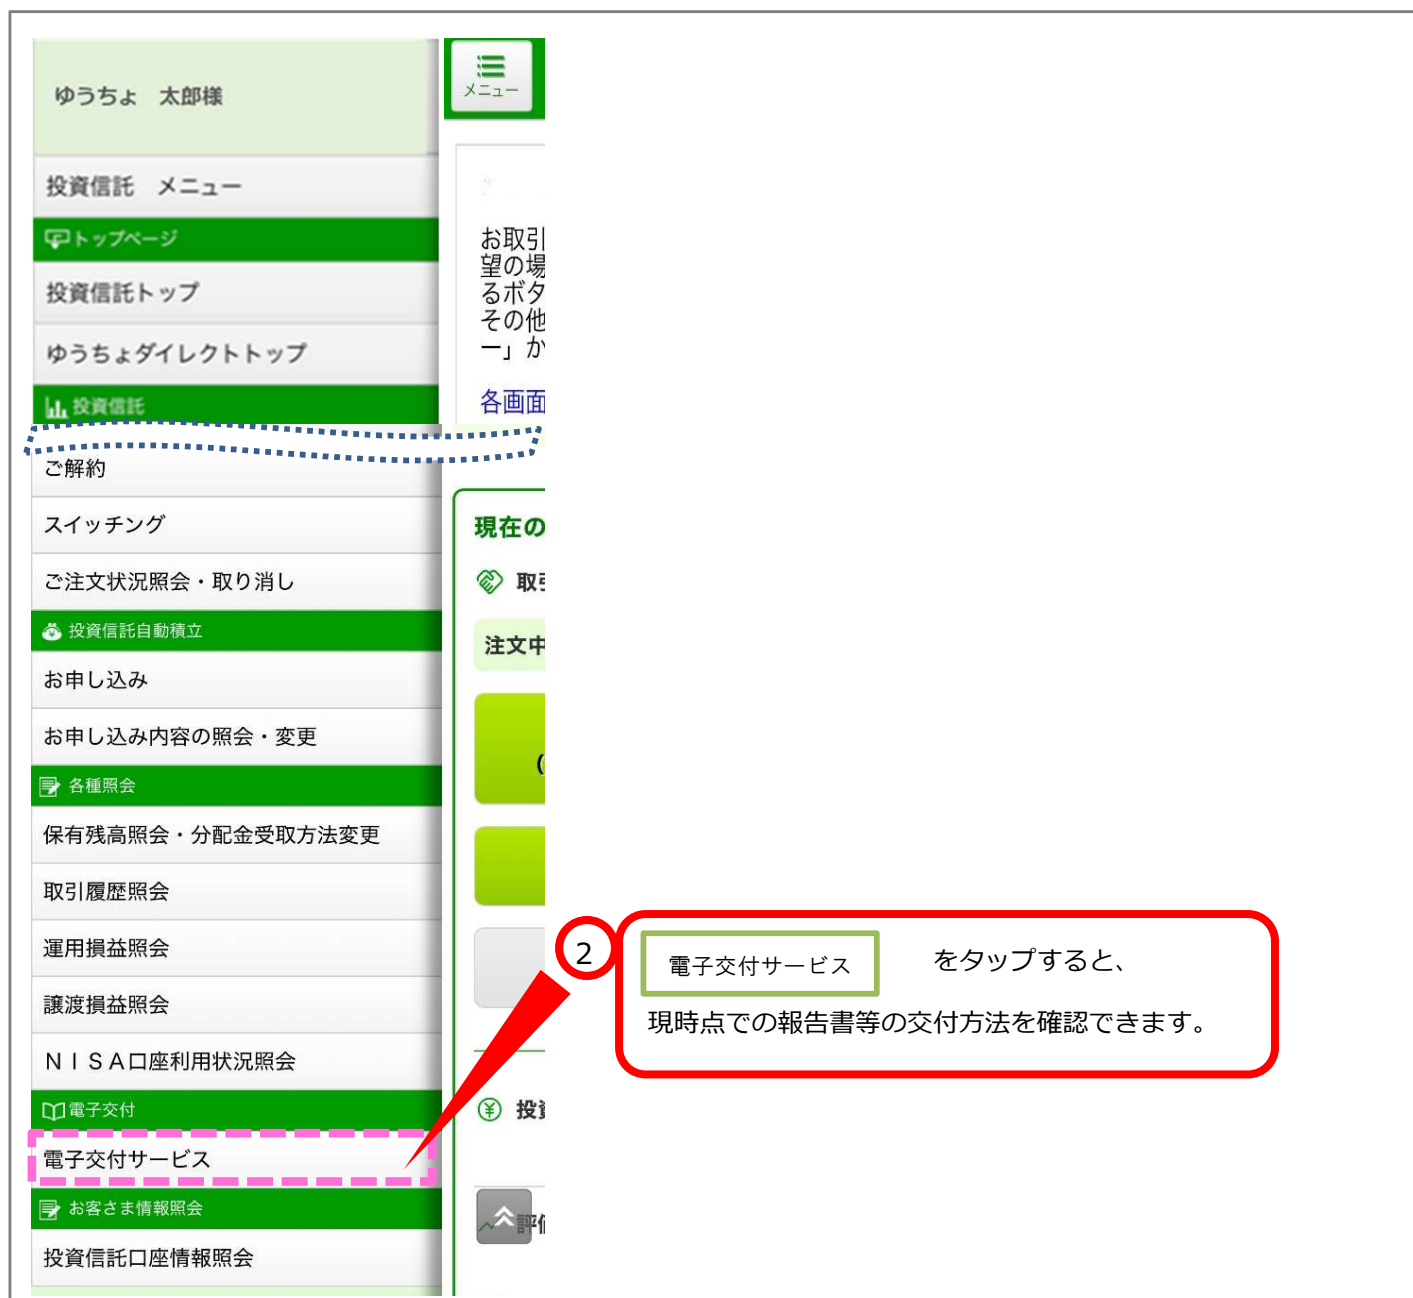 ゆうちょ　太郎様
投資信託　メニュー
トップページ
投資信託トップ
ゆうちょダイレクトトップ
投資信託
ご解約
スイッチング
ご注文状況照会・取り消し
投資信託自動積立
お申し込み
お申し込み内容の照会・変更
各種照会
保有残高照会・分配金受取方法変更
取引履歴照会
運用損益照会
譲渡損益照会
ＮＩＳＡ口座利用状況照会
電子交付
電子交付サービス
お客さま情報照会
投資信託口座情報照会
メニュー
お取引
望の場
るボタ
その他
ー」か
各画面
現在の
取引
注文中
(
投資
評価
2
電子交付サービス　をタップすると、
現時点での報告書等の交付方法を確認できます。